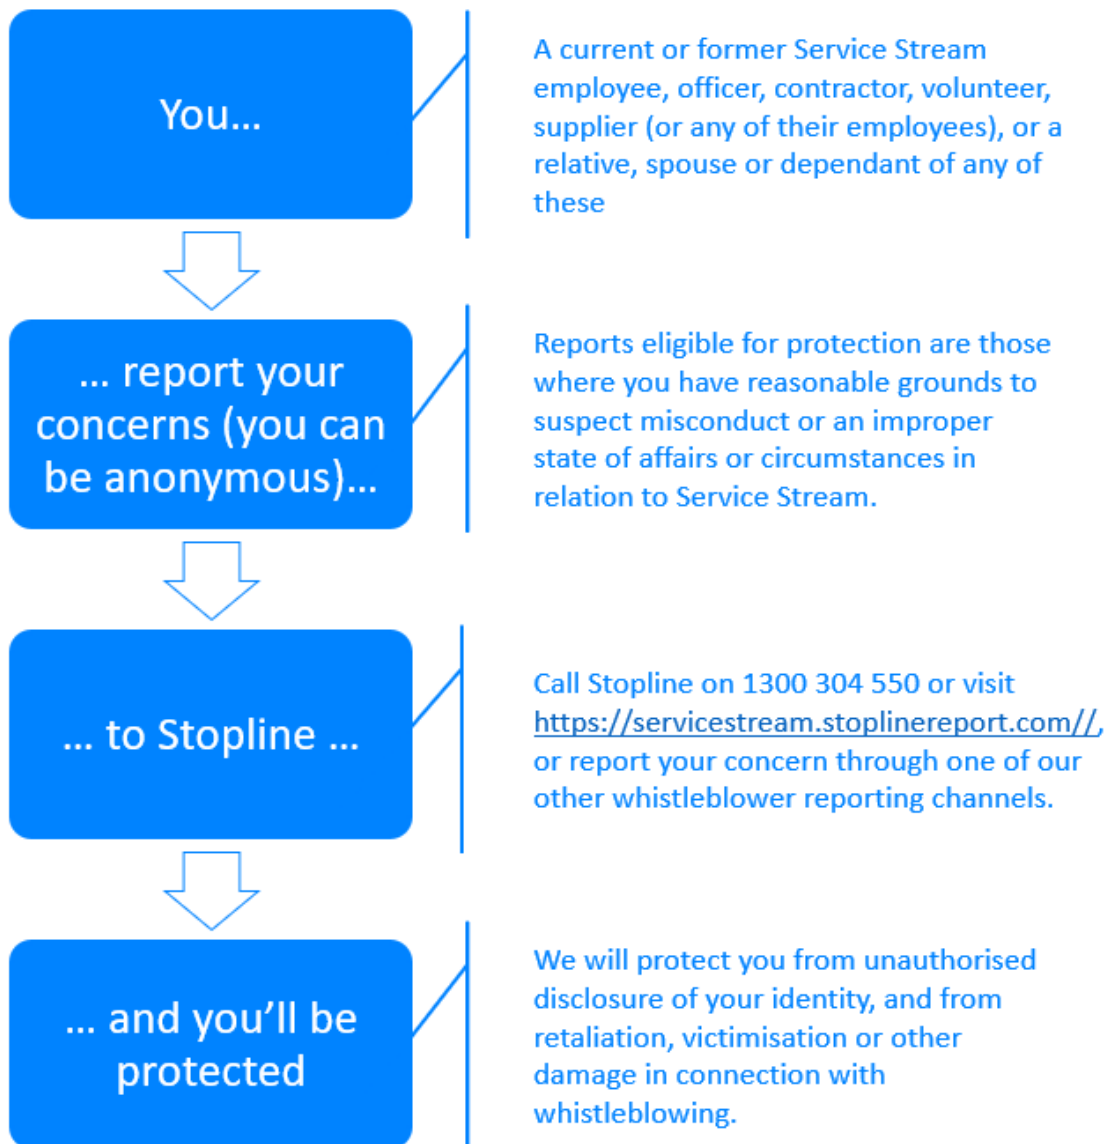 You…
A current or former Service Stream
employee, officer, contractor, volunteer,
supplier (or any of their employees), or a
relative, spouse or dependant of any of
these
… report your
concerns (you can
be anonymous)…
Reports eligible for protection are those
where you have reasonable grounds to
suspect misconduct or an improper
state of affairs or circumstances in
relation to Service Stream.
… to Stopline …
Call Stopline on 1300 304 550 or visit
https://servicestream.stoplinereport.com//,
or report your concern through one of our
other whistleblower reporting channels.
… and you’ll be
protected
We will protect you from unauthorised
disclosure of your identity, and from
retaliation, victimisation or other
damage in connection with
whistleblowing.